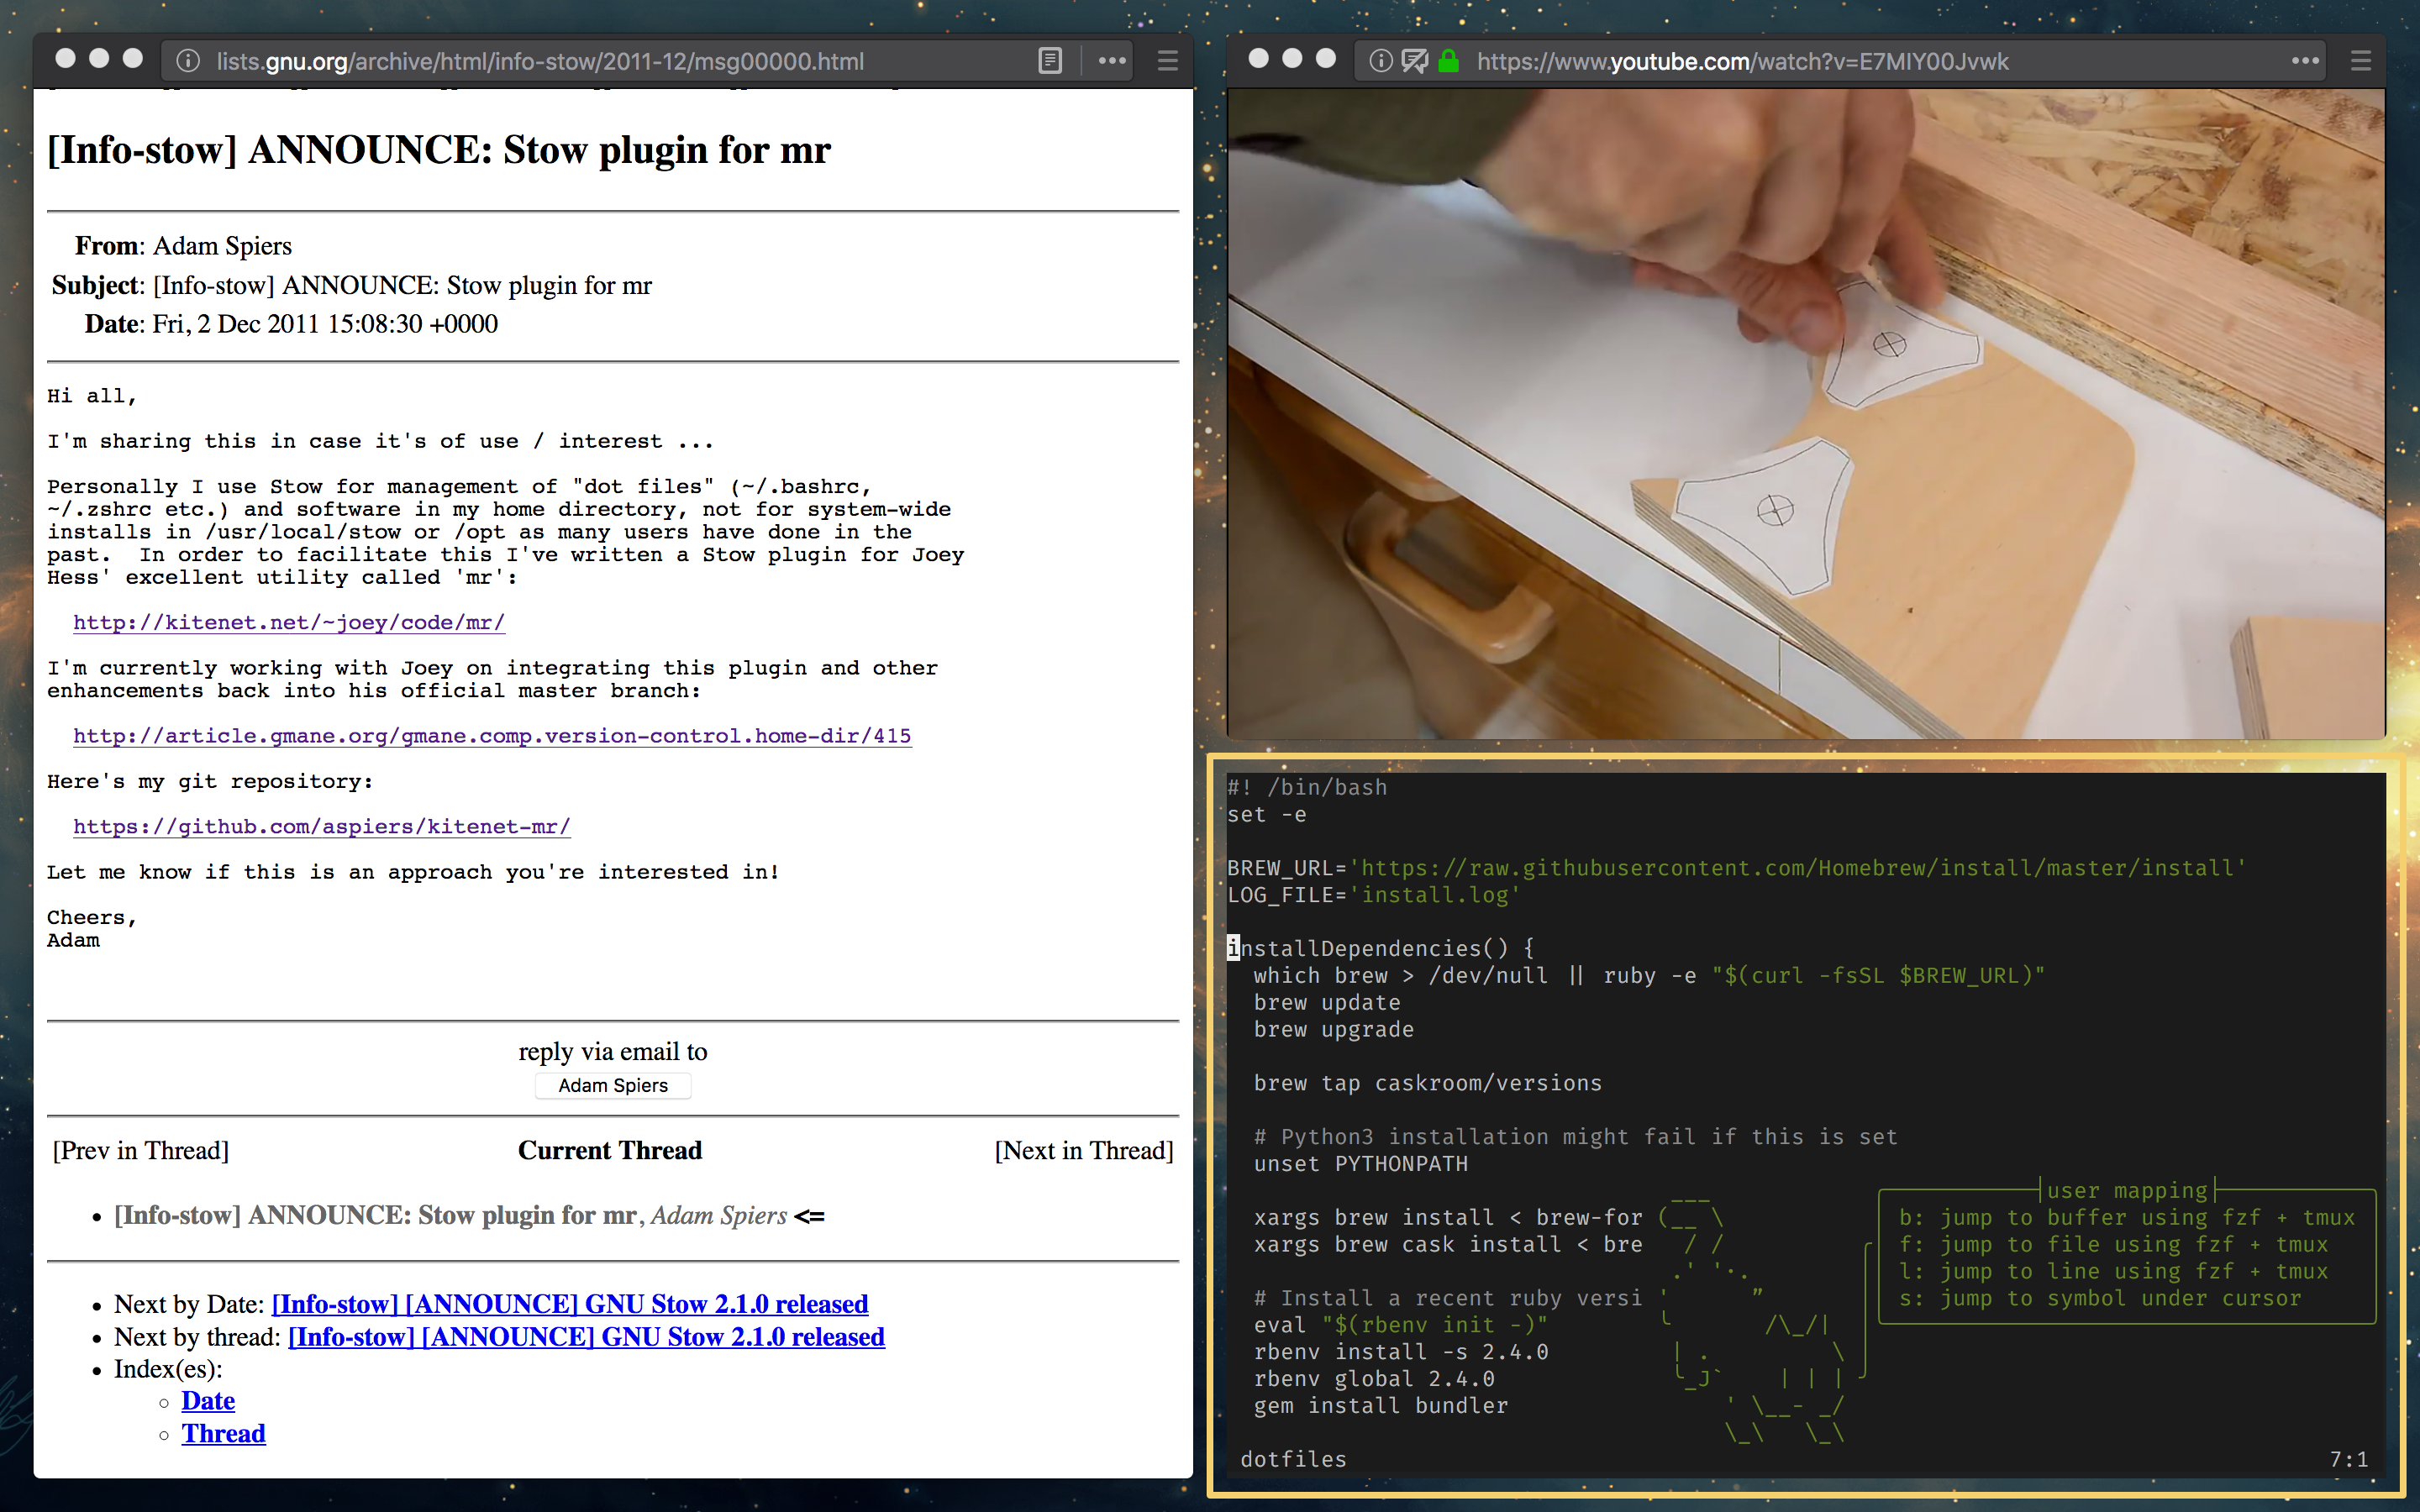 lists.gnu.org/archive/html/info-stow/2011-12/msg00000.html
[Info-stow] ANNOUNCE: Stow plugin for mr
From: Adam Spiers
Subject: [Info-stow] ANNOUNCE: Stow plugin for mr
Date: Fri, 2 Dec 2011 15:08:30 +0000
Hi all,
I'm sharing this in case it's of use / interest ...
Personally I use Stow for management of "dot files" (~/.bashrc,
~/.zshrc etc.) and software in my home directory, not for system-wide
installs in /usr/local/stow or /opt as many users have done in the
past.  In order to facilitate this I've written a Stow plugin for Joey
Hess' excellent utility called 'mr':
http://kitenet.net/~joey/code/mr/
I'm currently working with Joey on integrating this plugin and other
enhancements back into his official master branch:
http://article.gmane.org/gmane.comp.version-control.home-dir/415
Here's my git repository:
https://github.com/aspiers/kitenet-mr/
Let me know if this is an approach you're interested in!
Cheers,
Adam
reply via email to
Adam Spiers
[Prev in Thread] Current Thread [Next in Thread]
• [Info-stow] ANNOUNCE: Stow plugin for mr, Adam Spiers <=
• Next by Date: [Info-stow] [ANNOUNCE] GNU Stow 2.1.0 released
• Next by thread: [Info-stow] [ANNOUNCE] GNU Stow 2.1.0 released
• Index(es):
◦ Date
◦ Thread
https://www.youtube.com/watch?v=E7MIY00Jvwk
#! /bin/bash
set -e
BREW_URL='https://raw.githubusercontent.com/Homebrew/install/master/install'
LOG_FILE='install.log'
installDependencies() {
which brew > /dev/null || ruby -e "$(curl -fsSL $BREW_URL)"
brew update
brew upgrade
brew tap caskroom/versions
# Python3 installation might fail if this is set
unset PYTHONPATH
xargs brew install < brew-for
xargs brew cask install < bre
# Install a recent ruby versi
eval "$(rbenv init -)"
rbenv install -s 2.4.0
rbenv global 2.4.0
gem install bundler
user mapping
b: jump to buffer using fzf + tmux
f: jump to file using fzf + tmux
l: jump to line using fzf + tmux
s: jump to symbol under cursor
dotfiles
7:1